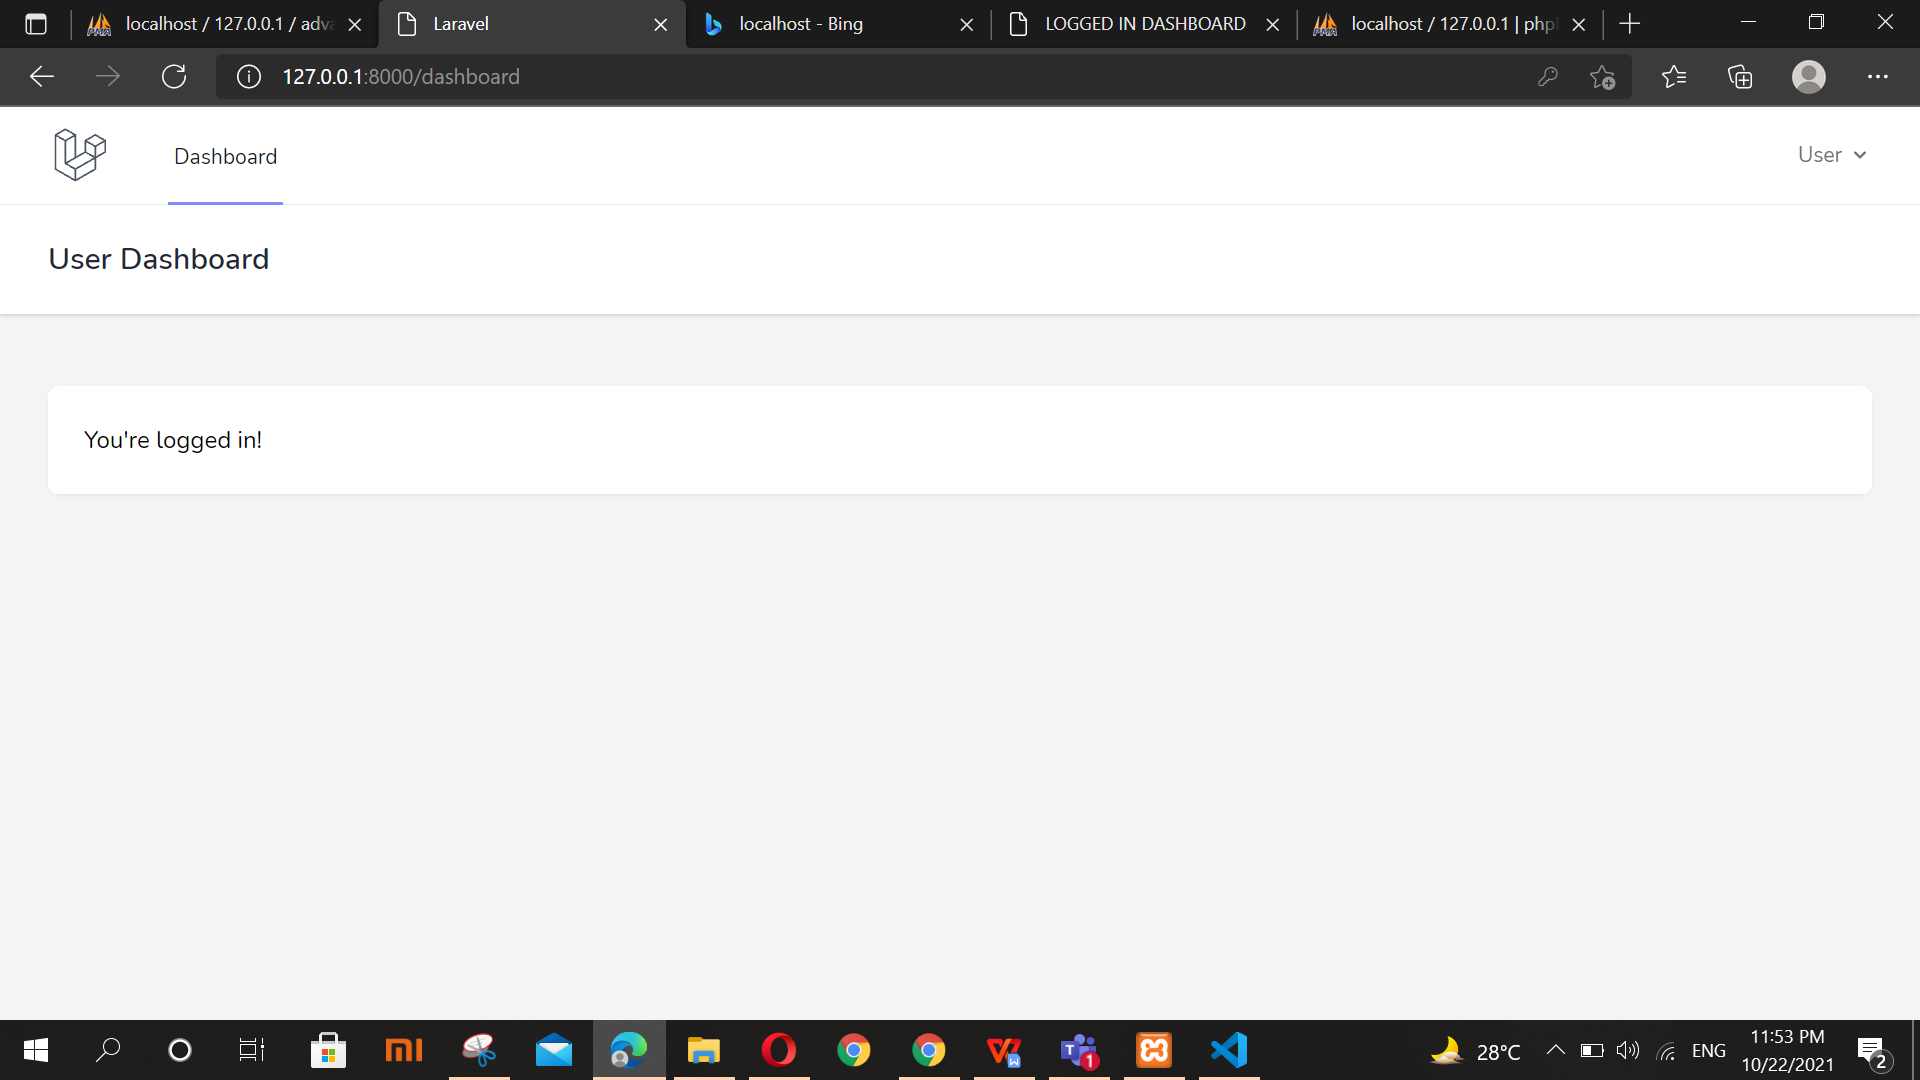 localhost / 127.0.0.1 / adva
Laravel
localhost - Bing
LOGGED IN DASHBOARD
localhost / 127.0.0.1 | php
127.0.0.1:8000/dashboard
Dashboard
User
User Dashboard
You're logged in!
28°C
ENG
11:53 PM
10/22/2021
2
1